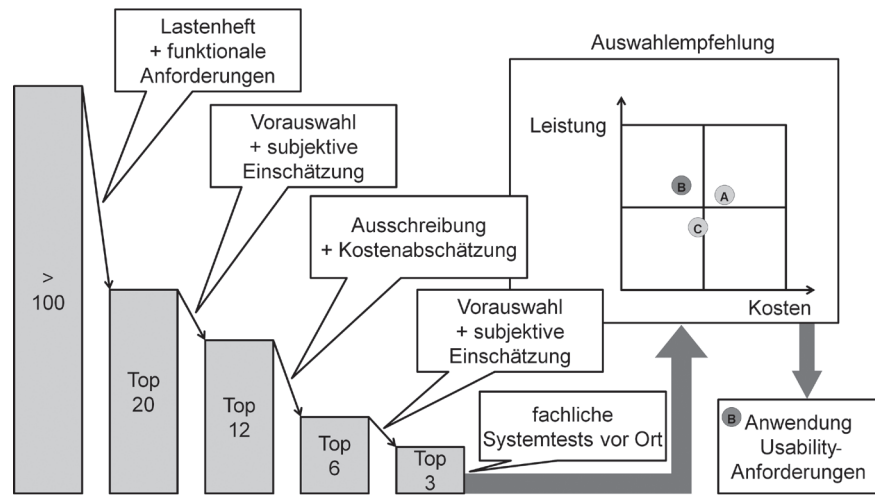 Lastenheft
+ funktionale
Anforderungen
Vorauswahl
+ subjektive
Einschätzung
Ausschreibung
+ Kostenabschätzung
Vorauswahl
+ subjektive
Einschätzung
fachliche
Systemtests vor Ort
>
100
Top
20
Top
12
Top
6
Top
3
Auswahlempfehlung
Leistung
B
A
C
Kosten
B Anwendung
Usability-
Anforderungen